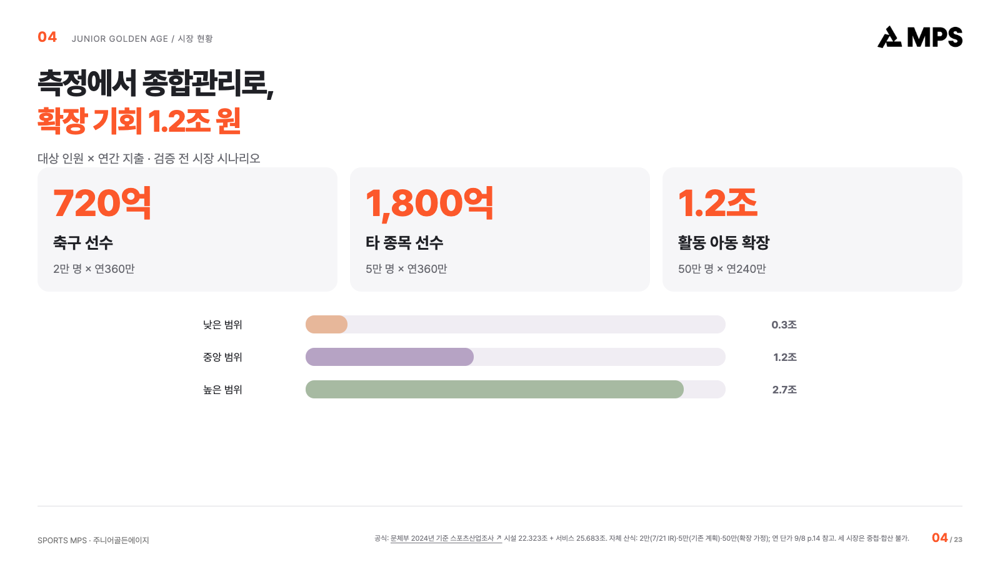 04 JUNIOR GOLDEN AGE / 시장 현황
MPS
측정에서 종합관리로,
확장 기회 1.2조 원
대상 인원 × 연간 지출 · 검증 전 시장 시나리오
720억
축구 선수
2만 명 × 연360만
1,800억
타 종목 선수
5만 명 × 연360만
1.2조
활동 아동 확장
50만 명 × 연240만
낮은 범위 0.3조
중앙 범위 1.2조
높은 범위 2.7조
SPORTS MPS · 주니어골든에이지
공식: 문체부 2024년 기준 스포츠산업조사 ↗ 시설 22.323조 + 서비스 25.683조. 자체 산식: 2만(7/21 IR)·5만(기존 계획)·50만(확장 가정); 연 단가 9/8 p.14 참고. 세 시장은 중첩·합산 불가.
04 / 23